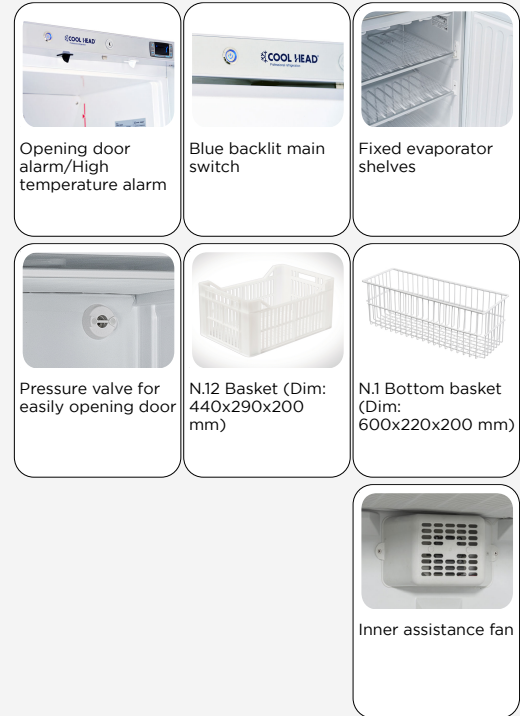 COOL HEAD
COOL HEAD
Opening door
alarm/High
temperature alarm
Blue backlit main
switch
Fixed evaporator
shelves
Pressure valve for
easily opening door
N.12 Basket (Dim:
440x290x200
mm)
N.1 Bottom basket
(Dim:
600x220x200 mm)
Inner assistance fan